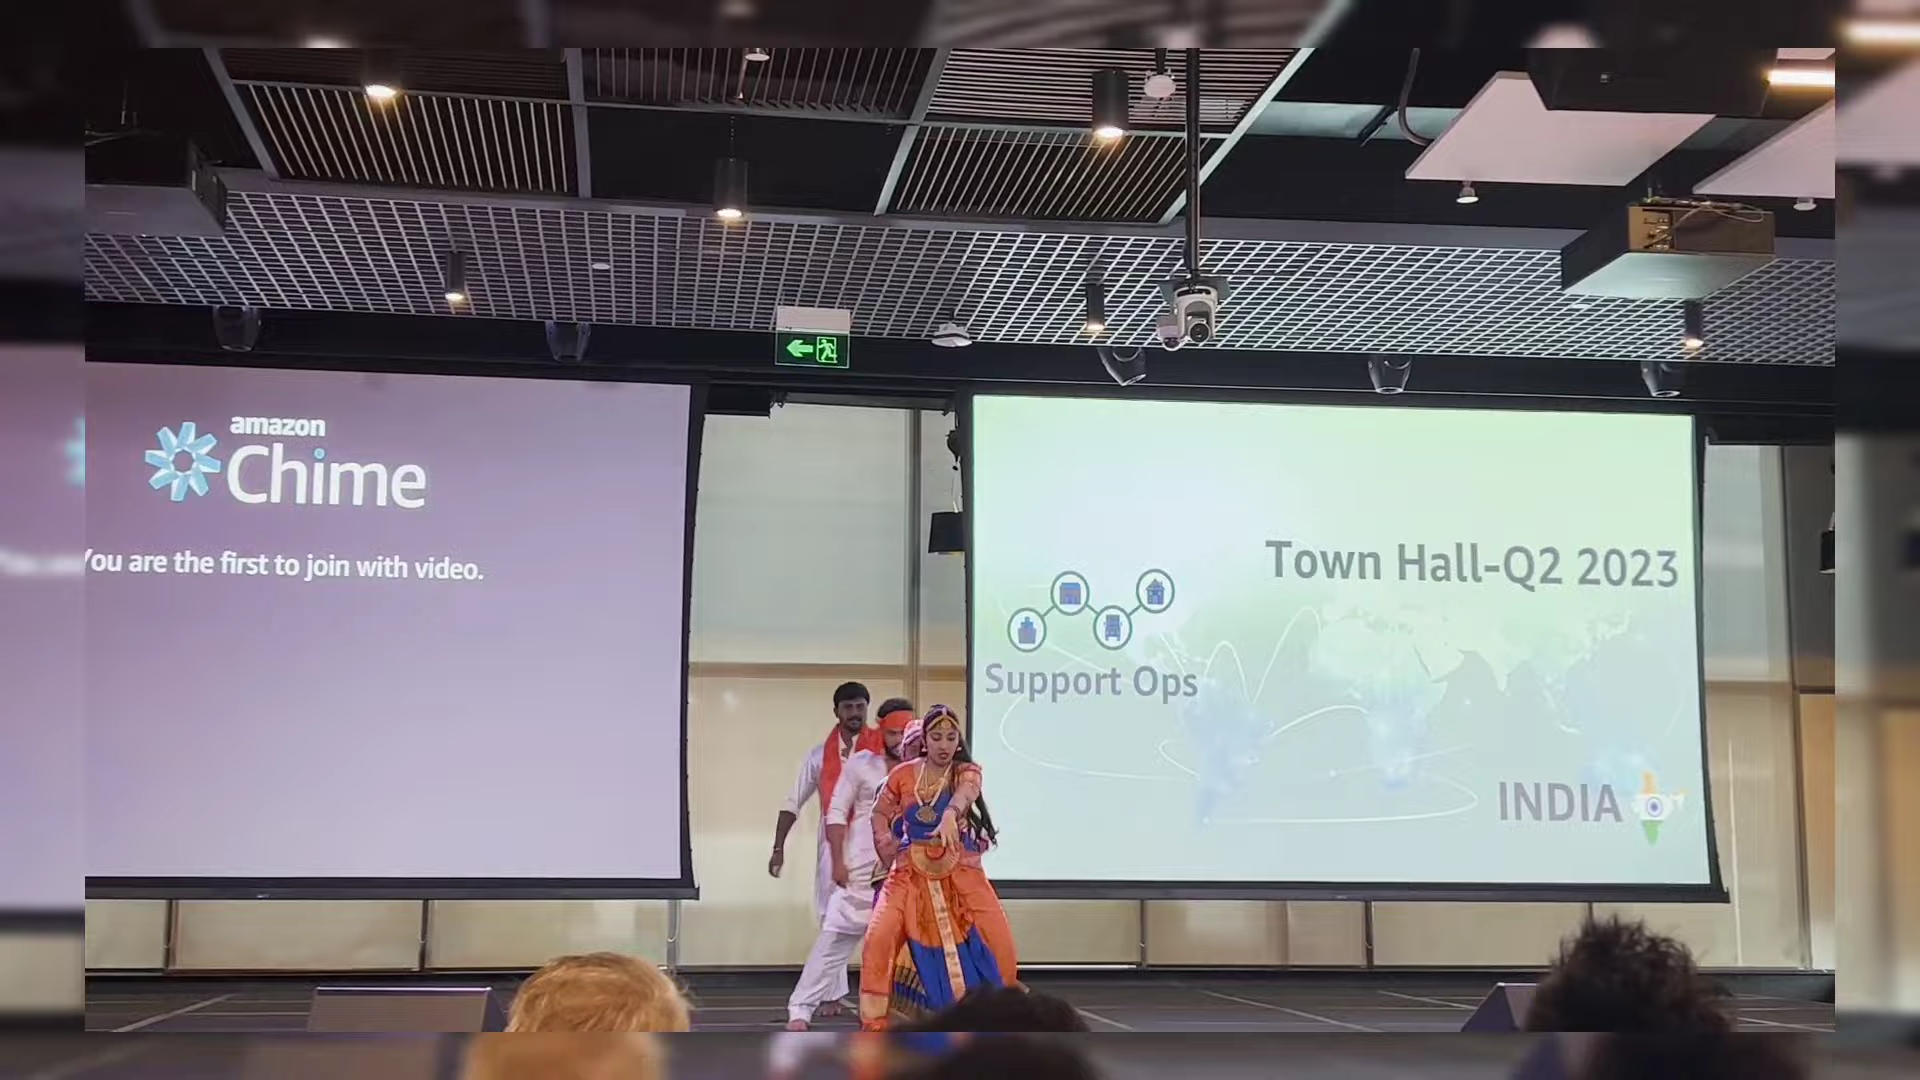 amazon
Chime
You are the first to join with video.
Town Hall-Q2 2023
Support Ops
INDIA